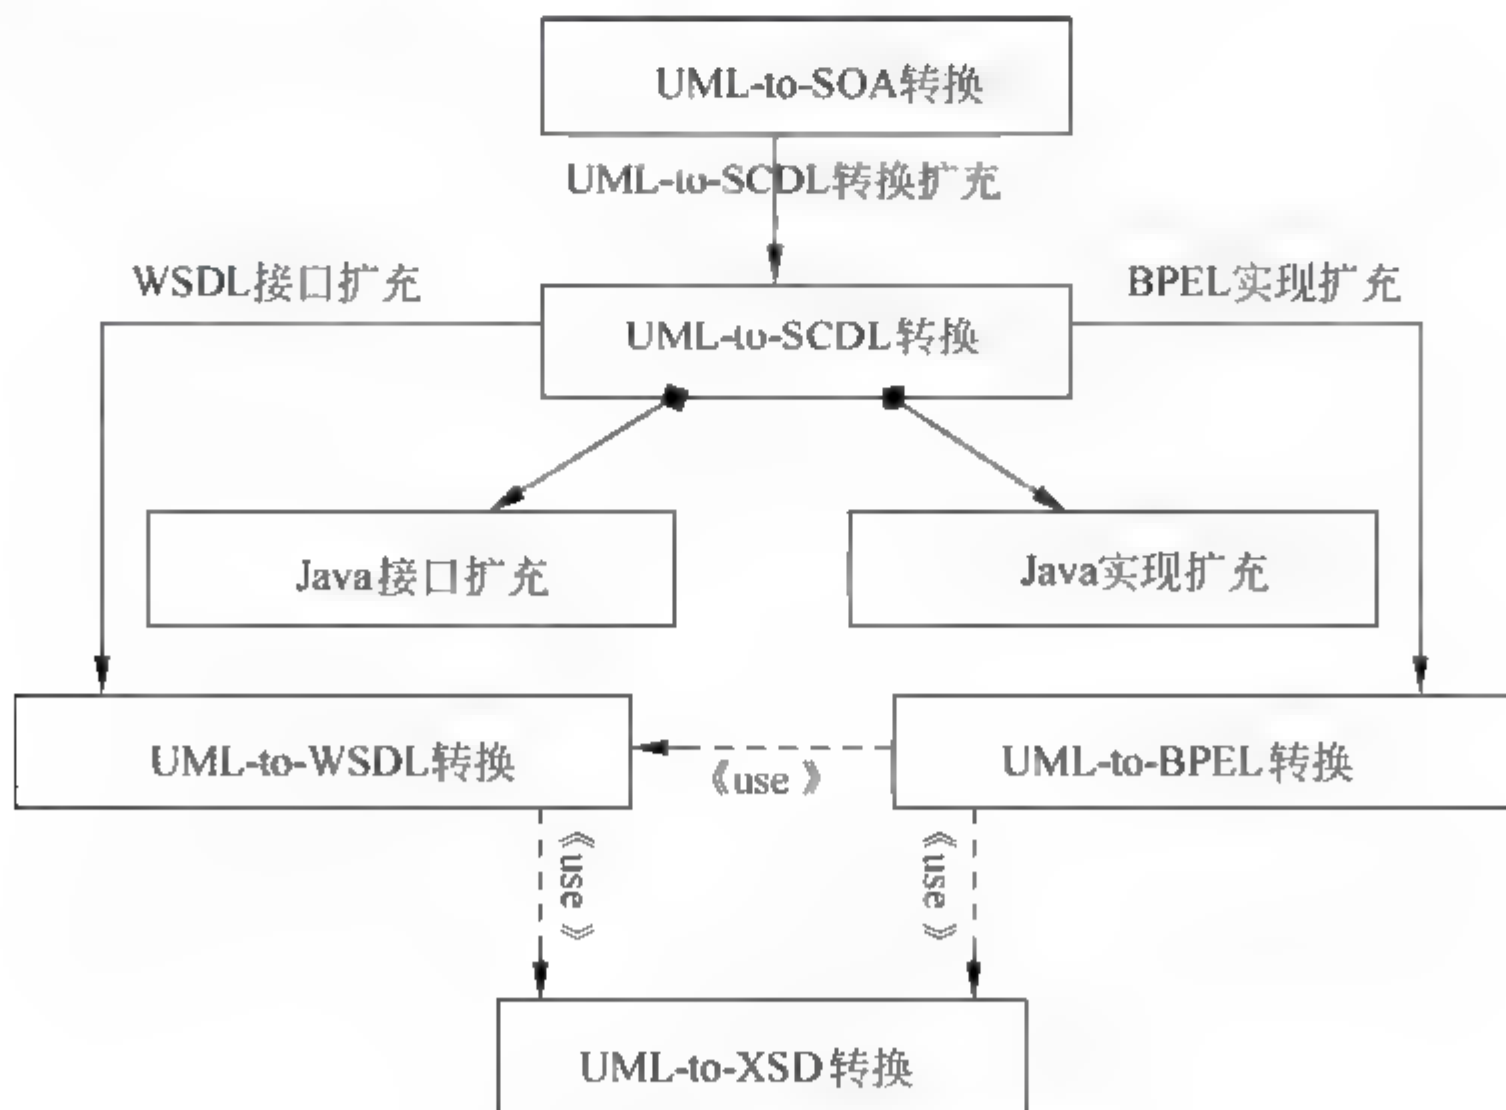 UML-to-SOA转换
UML-to-SCDL转换扩充
WSDL接口扩充
BPEL实现扩充
UML-to-SCDL转换
Java接口扩充
Java实现扩充
UML-to-WSDL转换
《use》
UML-to-BPEL转换
《use》
《use》
UML-to-XSD转换